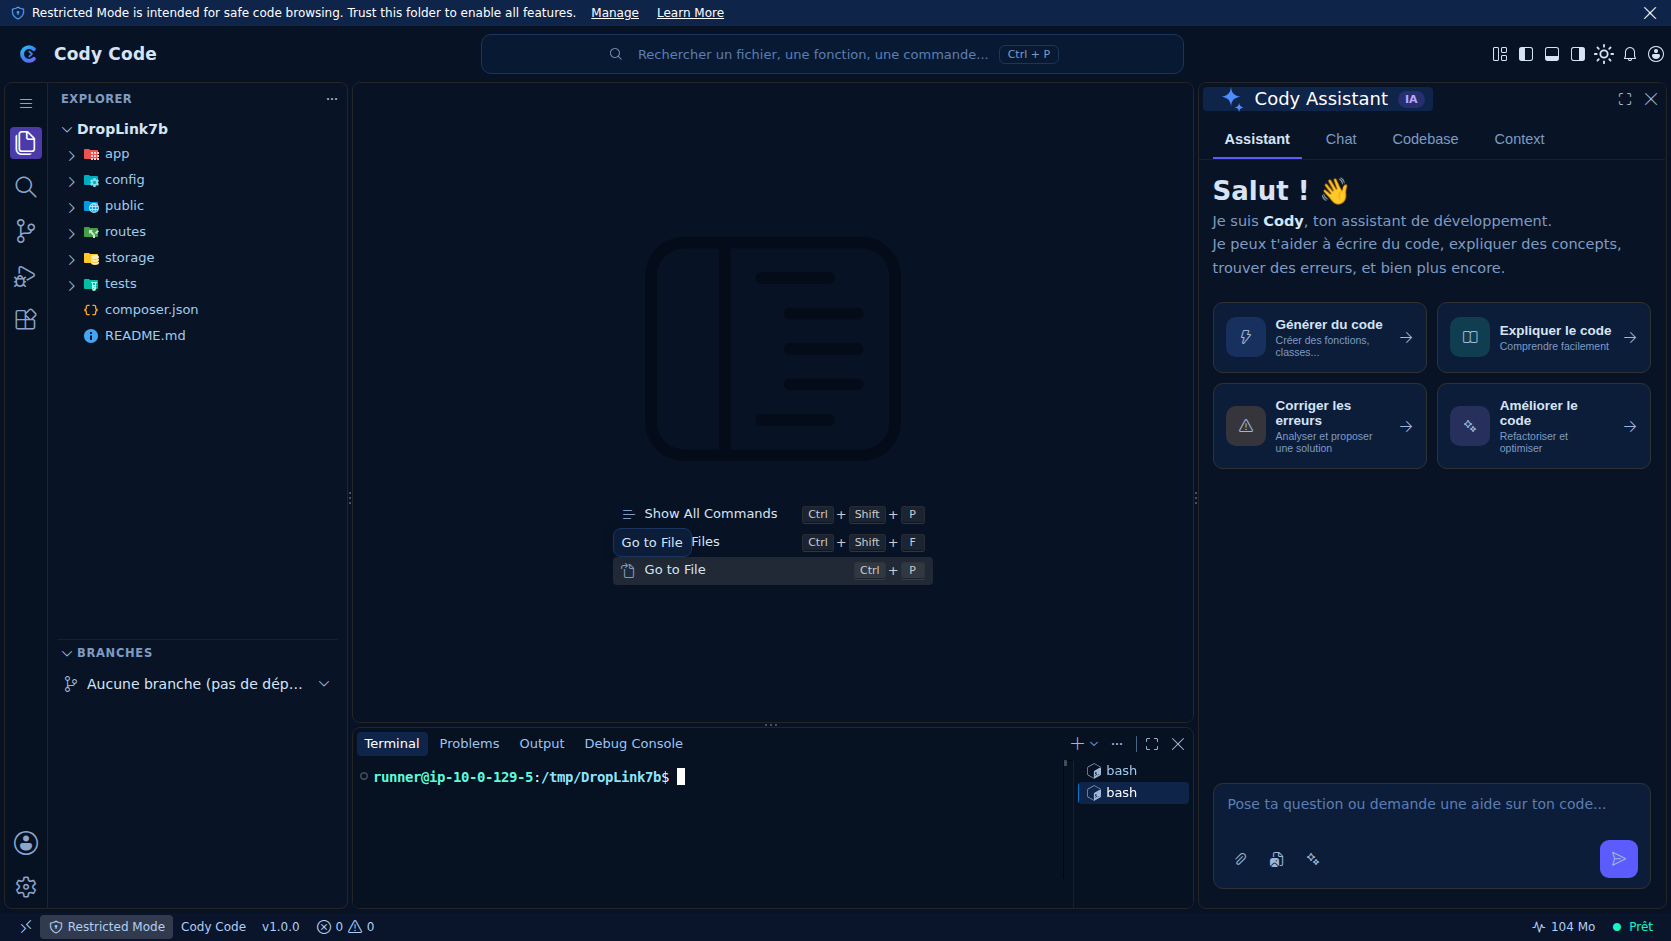 Restricted Mode is intended for safe code browsing. Trust this folder to enable all features. Manage Learn More
Cody Code
Rechercher un fichier, une fonction, une commande... Ctrl + P
EXPLORER
DropLink7b
app
config
public
routes
storage
tests
composer.json
README.md
BRANCHES
Aucune branche (pas de dép...
Show All Commands Ctrl + Shift + P
Go to File Files Ctrl + Shift + F
Go to File Ctrl + P
Terminal Problems Output Debug Console
runner@ip-10-0-129-5:/tmp/DropLink7b$
bash
bash
Cody Assistant IA
Assistant Chat Codebase Context
Salut ! 👋
Je suis Cody, ton assistant de développement.
Je peux t'aider à écrire du code, expliquer des concepts,
trouver des erreurs, et bien plus encore.
Générer du code
Créer des fonctions,
classes...
Expliquer le code
Comprendre facilement
Corriger les
erreurs
Analyser et proposer
une solution
Améliorer le
code
Refactoriser et
optimiser
Pose ta question ou demande une aide sur ton code...
Restricted Mode Cody Code v1.0.0 0 0 104 Mo Prêt